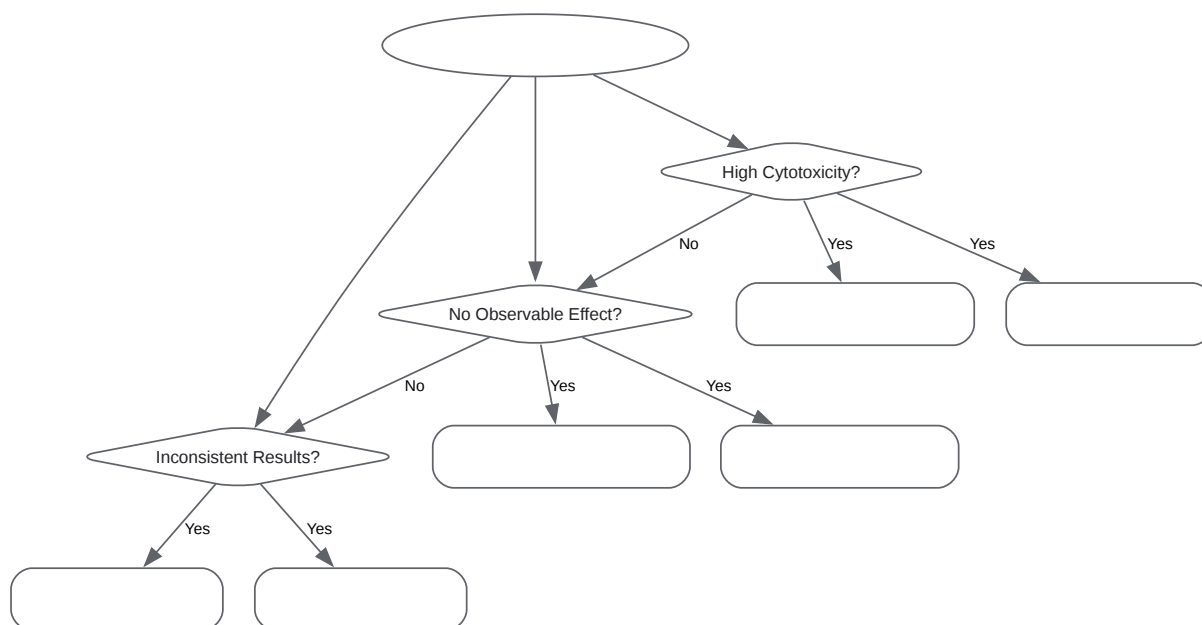 High Cytotoxicity?
No
Yes
Yes
No Observable Effect?
No
Yes
Yes
Inconsistent Results?
Yes
Yes